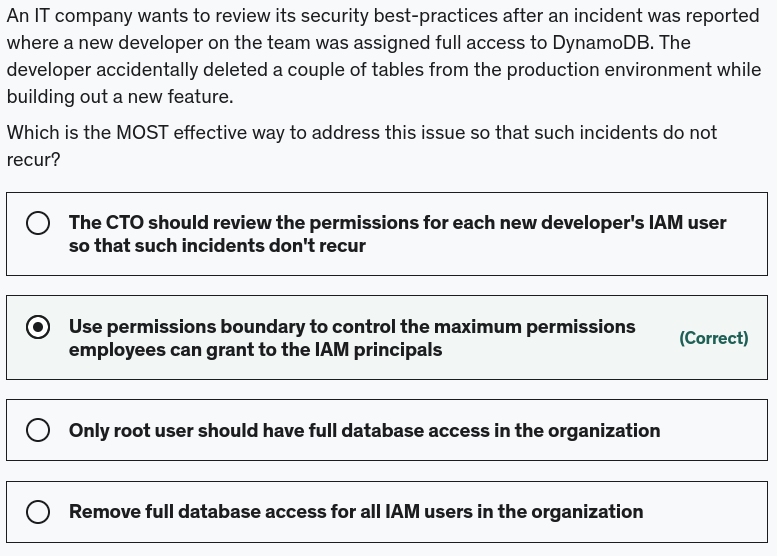 An IT company wants to review its security best-practices after an incident was reported
where a new developer on the team was assigned full access to DynamoDB. The
developer accidentally deleted a couple of tables from the production environment while
building out a new feature.
Which is the MOST effective way to address this issue so that such incidents do not
recur?
The CTO should review the permissions for each new developer's IAM user
so that such incidents don't recur
Use permissions boundary to control the maximum permissions
employees can grant to the IAM principals
(Correct)
Only root user should have full database access in the organization
Remove full database access for all IAM users in the organization